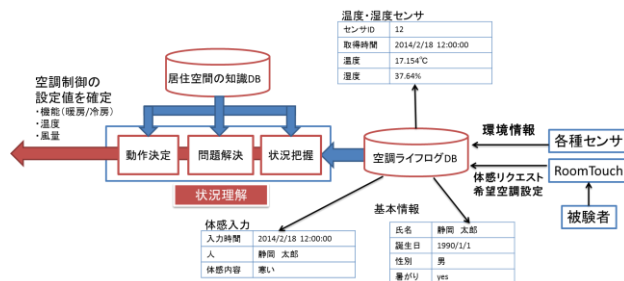 温度・湿度センサ
センサID 12
取得時間 2014/2/18 12:00:00
温度 17.154℃
湿度 37.64%
居住空間の知識DB
空調制御の
設定値を確定
・機能(暖房/冷房)
・温度
・風量
動作決定
問題解決
状況把握
状況理解
空調ライフログDB
環境情報
各種センサ
体感リクエスト
希望空調設定
RoomTouch
被験者
体感入力
入力時間 2014/2/18 12:00:00
人 静岡 太郎
体感内容 寒い
基本情報
氏名 静岡 太郎
誕生日 1990/1/1
性別 男
暑がり yes